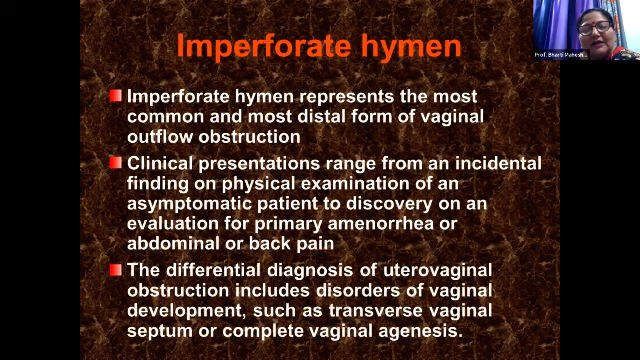 Imperforate hymen
Imperforate hymen represents the most
common and most distal form of vaginal
outflow obstruction
Clinical presentations range from an incidental
finding on physical examination of an
asymptomatic patient to discovery on an
evaluation for primary amenorrhea or
abdominal or back pain
The differential diagnosis of uterovaginal
obstruction includes disorders of vaginal
development, such as transverse vaginal
septum or complete vaginal agenesis.
Prof. Bharti Mahesh...